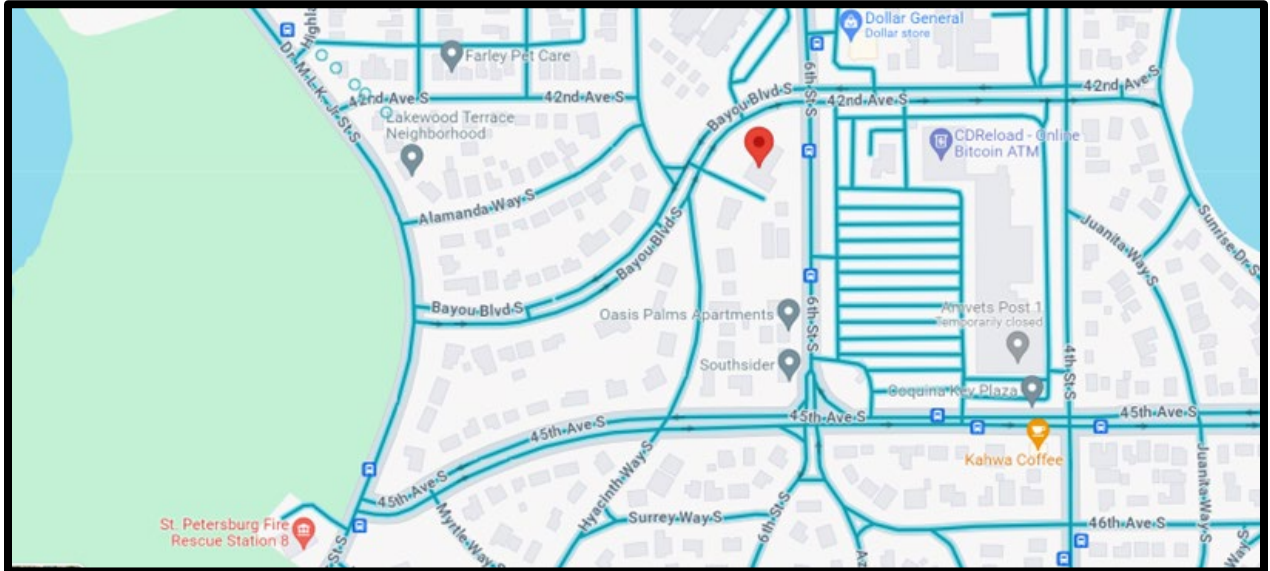 Highla
Dr M.L.K. Jr St S
Farley Pet Care
Dollar General
Dollar store
6th St S
Bayou Blvd S
42nd Ave S
42nd Ave S
42nd Ave S
42nd Ave S
Lakewood Terrace
Neighborhood
CDReload - Online
Bitcoin ATM
Alamanda Way S
Bayou Blvd S
Juanita Way S
Sunrise Dr S
Bayou Blvd S
Oasis Palms Apartments
6th St S
Amvets Post 1
Temporarily closed
Southsider
4th St S
Coquina Key Plaza
45th Ave S
45th Ave S
45th Ave S
Kahwa Coffee
Juanita Way S
45th Ave S
Hyacinth Way S
Myrtle Way S
St. Petersburg Fire
Rescue Station 8
St S
Surrey Way S
6th St S
46th Ave S
Az
Way S